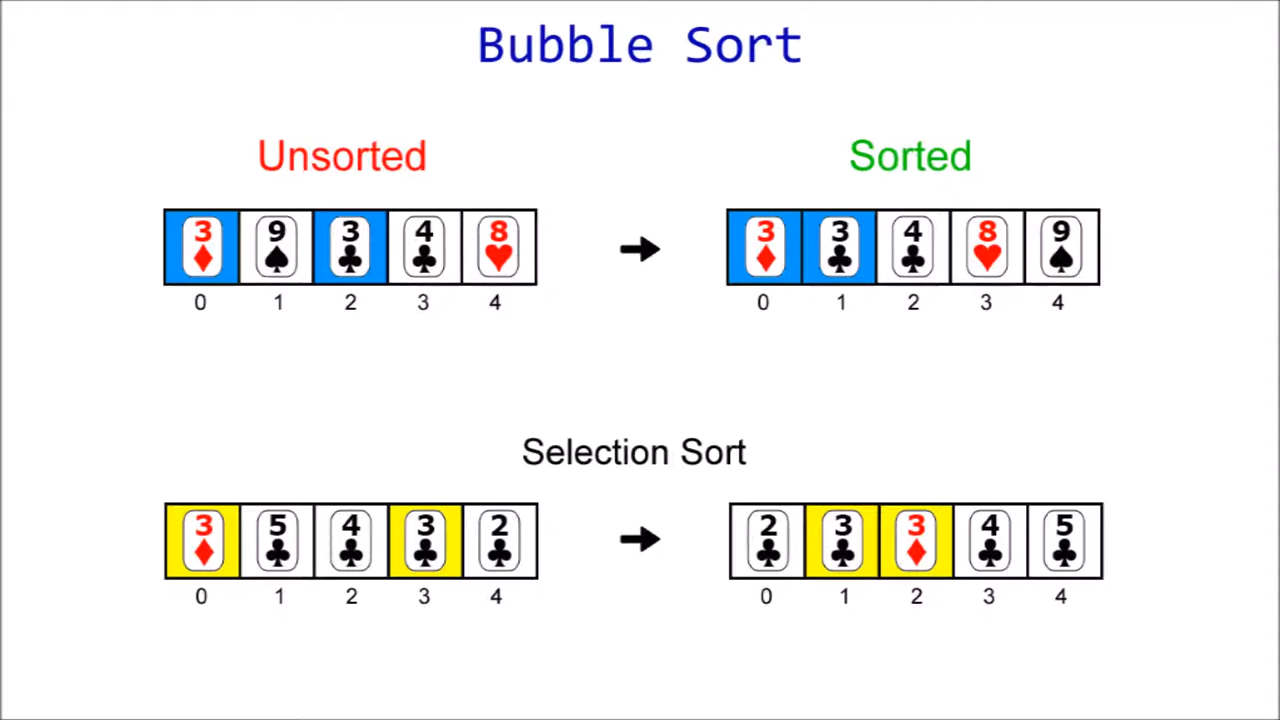 Bubble Sort
Unsorted
Sorted
3 9 3 4 8
3 3 4 8 9
0 1 2 3 4
0 1 2 3 4
Selection Sort
3 5 4 3 2
2 3 3 4 5
0 1 2 3 4
0 1 2 3 4